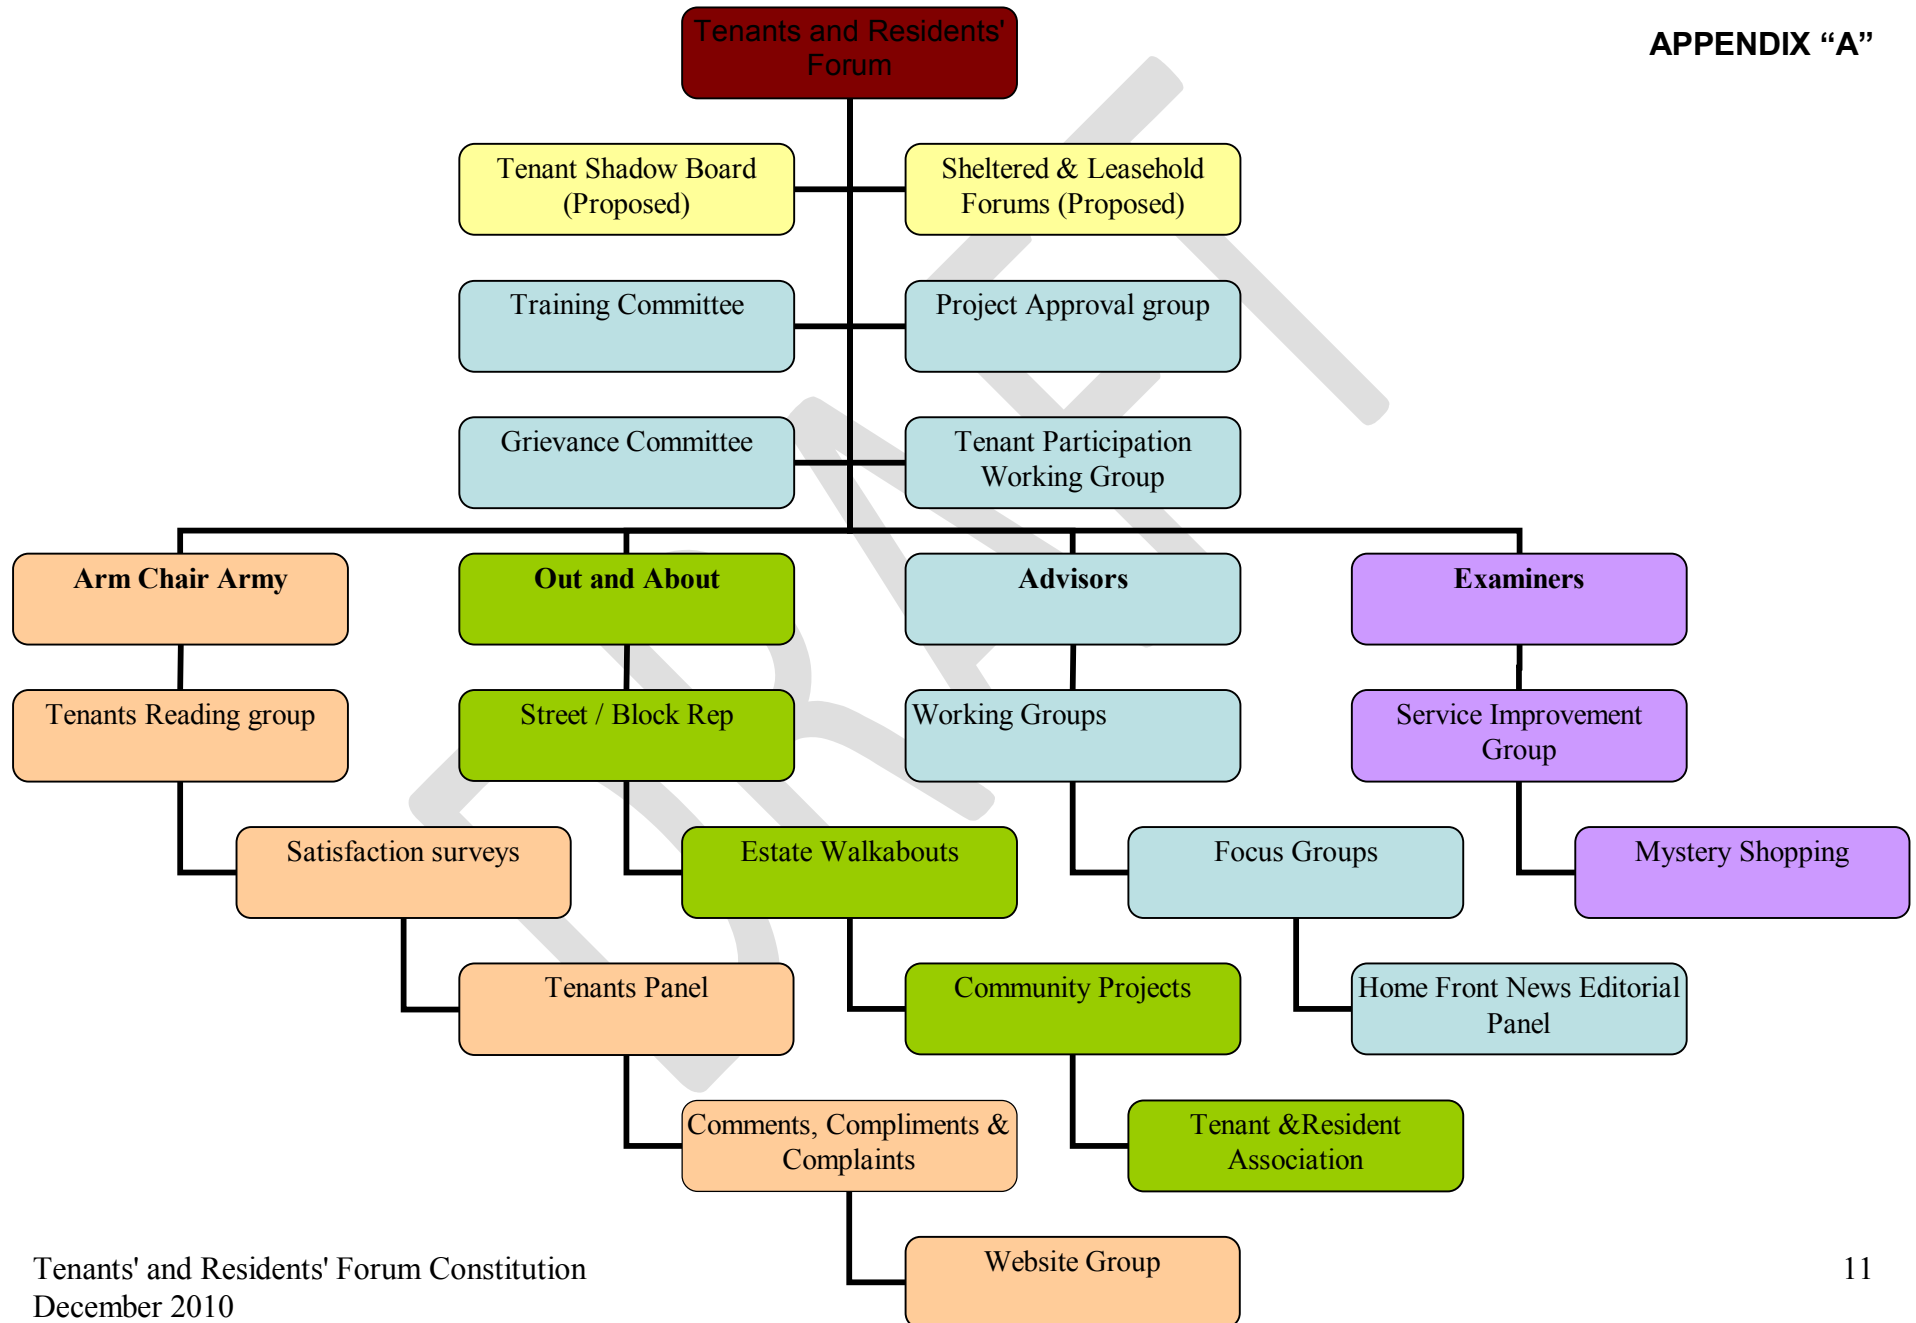 Tenants and Residents'
Forum
APPENDIX “A”
Tenant Shadow Board
(Proposed)
Sheltered & Leasehold
Forums (Proposed)
Training Committee
Project Approval group
Grievance Committee
Tenant Participation
Working Group
Arm Chair Army
Out and About
Advisors
Examiners
Tenants Reading group
Street / Block Rep
Working Groups
Service Improvement
Group
Satisfaction surveys
Estate Walkabouts
Focus Groups
Mystery Shopping
Tenants Panel
Community Projects
Home Front News Editorial
Panel
Comments, Compliments &
Complaints
Tenant &Resident
Association
Website Group
Tenants' and Residents' Forum Constitution
December 2010
11
DRAFT